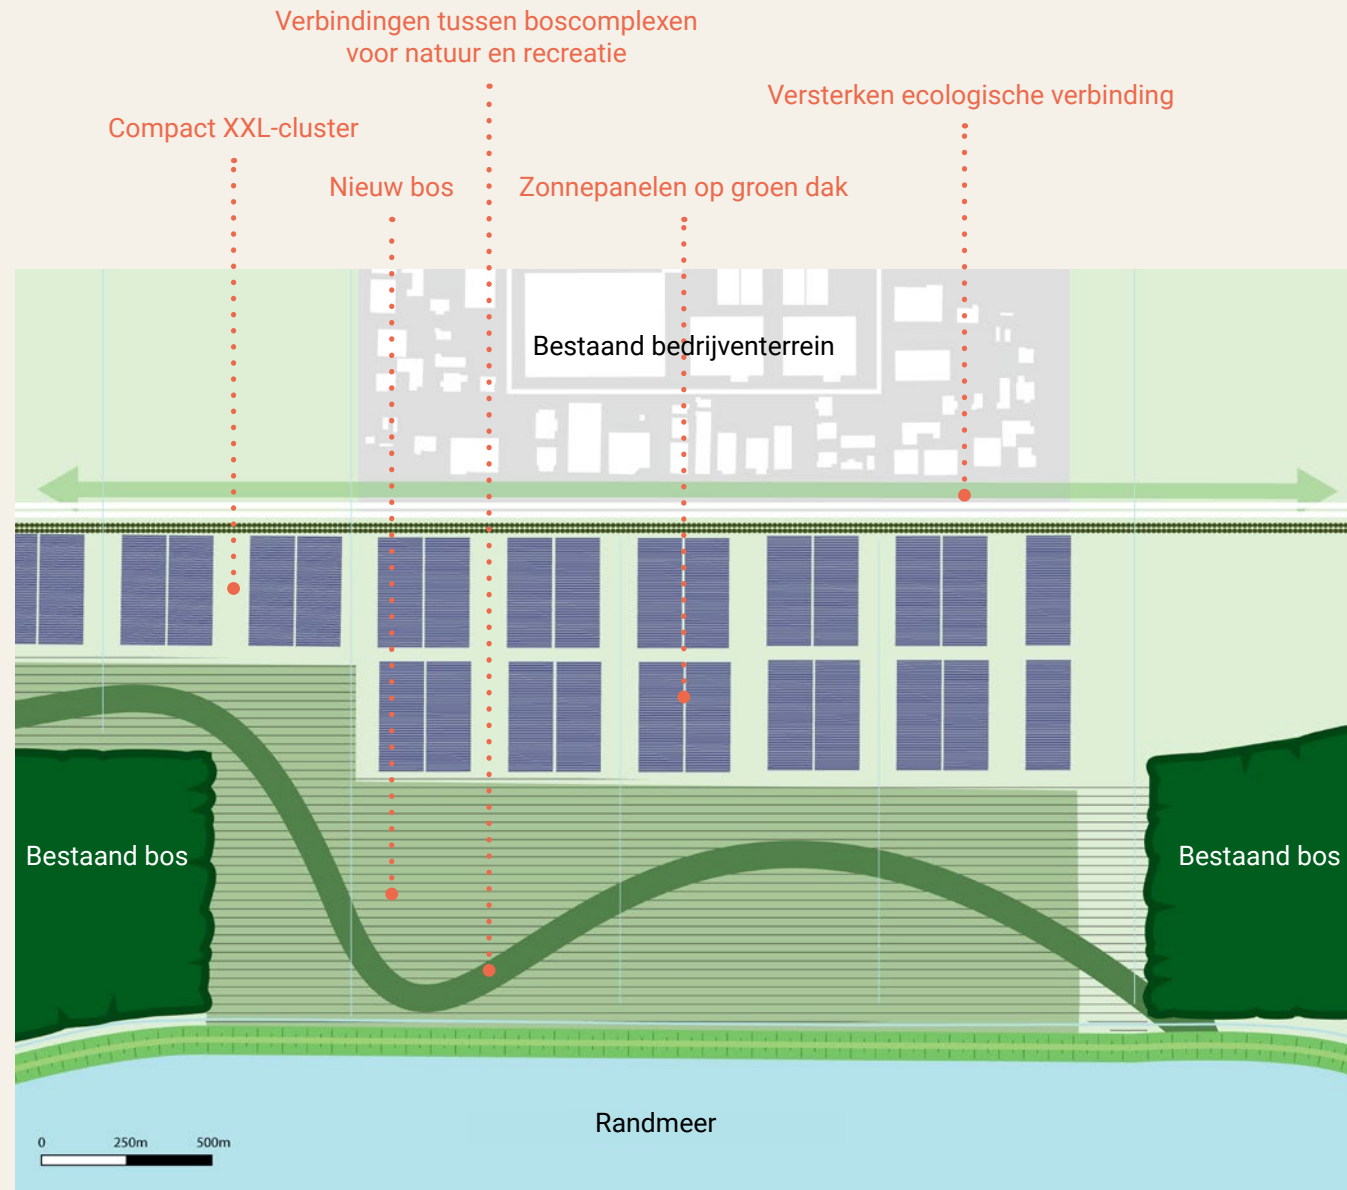 Verbindingen tussen boscomplexen
voor natuur en recreatie
Versterken ecologische verbinding
Compact XXL-cluster
Nieuw bos
Zonnepanelen op groen dak
Bestaand bedrijventerrein
Bestaand bos
Bestaand bos
Randmeer
0 250m 500m